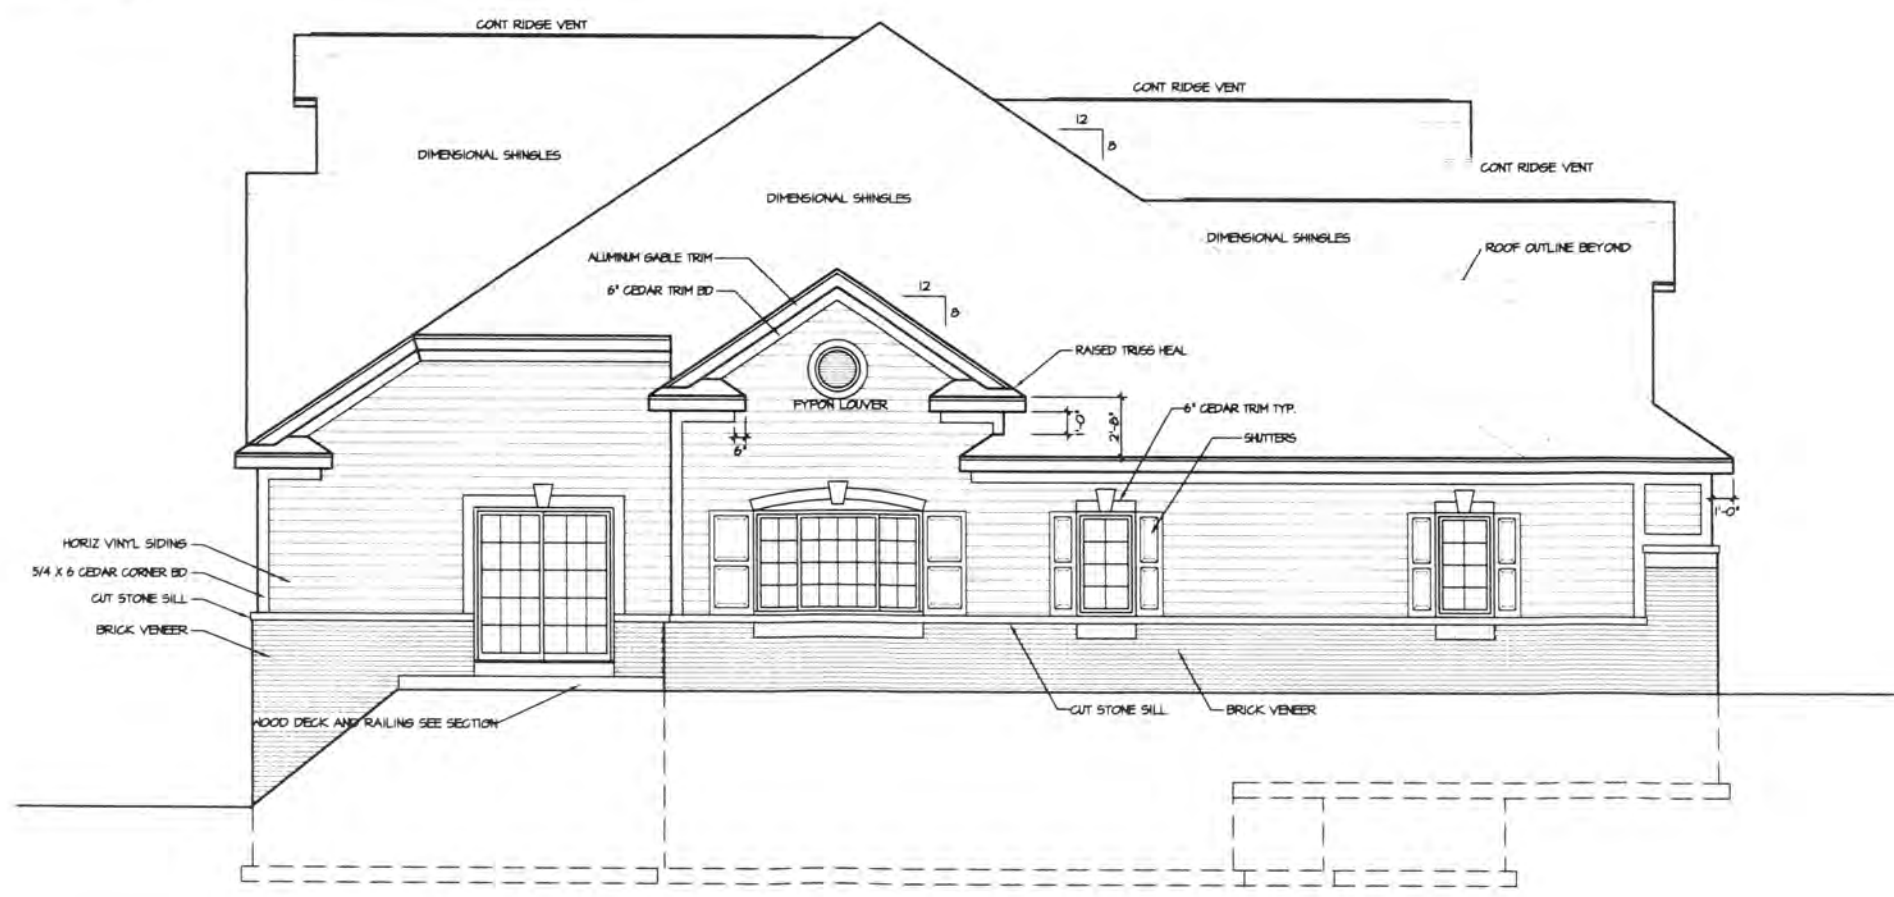 CONT RIDGE VENT
CONT RIDGE VENT
12
8
DIMENSIONAL SHINGLES
CONT RIDGE VENT
DIMENSIONAL SHINGLES
DIMENSIONAL SHINGLES
ROOF OUTLINE BEYOND
ALUMINUM GABLE TRIM
6" CEDAR TRIM BD
12
8
RAISED TRUSS HEAL
FYPON LOUVER
6" CEDAR TRIM TYP.
1'-0"
2'-8"
SHUTTERS
6"
1'-0"
HORIZ VINYL SIDING
5/4 X 6 CEDAR CORNER BD
CUT STONE SILL
BRICK VENEER
CUT STONE SILL
BRICK VENEER
WOOD DECK AND RAILING SEE SECTION